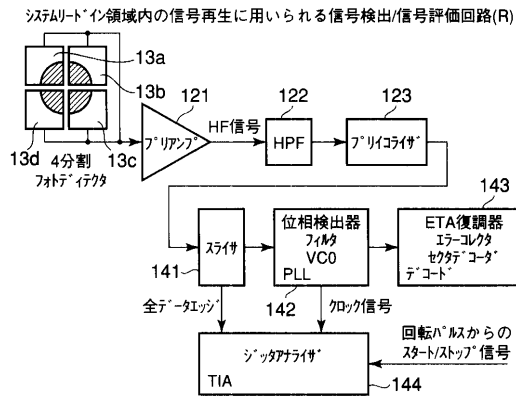 システムリードイン領域内の信号再生に用いられる信号検出/信号評価回路(R)
13a
13b
13d
13c
4分割
フォトディテクタ
121
プリアンプ
HF信号
122
HPF
123
プリイコライザ
141
スライサ
位相検出器
フィルタ
VCO
PLL
142
143
ETA復調器
エラーコレクタ
セクタデコーダ
デコード
全データエッジ
クロック信号
ジッタアナライザ
TIA
144
回転パルスからの
スタート/ストップ信号